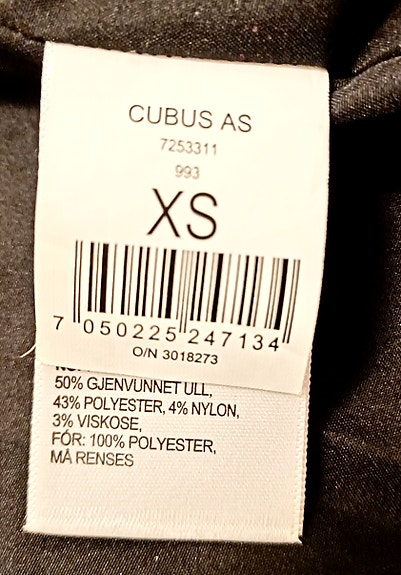 CUBUS AS
7253311
993
XS
7 050225 247134
O/N 3018273
50% GJENVUNNET ULL,
43% POLYESTER, 4% NYLON,
3% VISKOSE,
FÓR: 100% POLYESTER,
MÅ RENSES